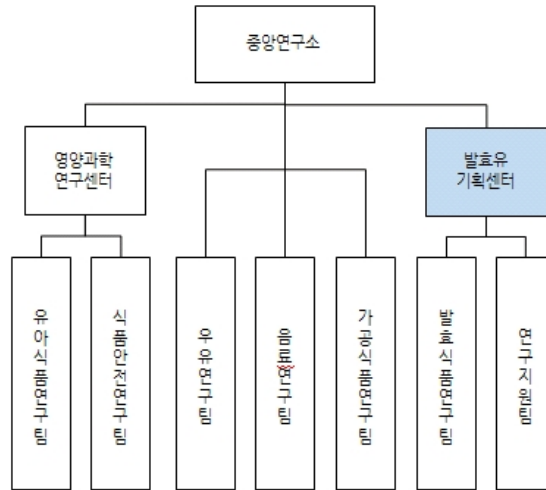 중앙연구소
영양과학
연구센터
발효유
기획센터
유아식품연구팀
식품안전연구팀
우유연구팀
음료연구팀
가공식품연구팀
발효식품연구팀
연구지원팀